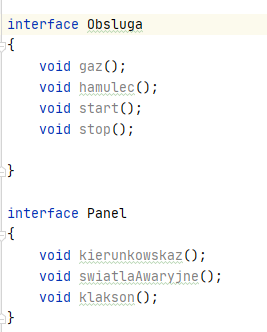 interface Obsluga
{
    void gaz();
    void hamulec();
    void start();
    void stop();
}
interface Panel
{
    void kierunkowskaz();
    void swiatlaAwaryjne();
    void klakson();
}